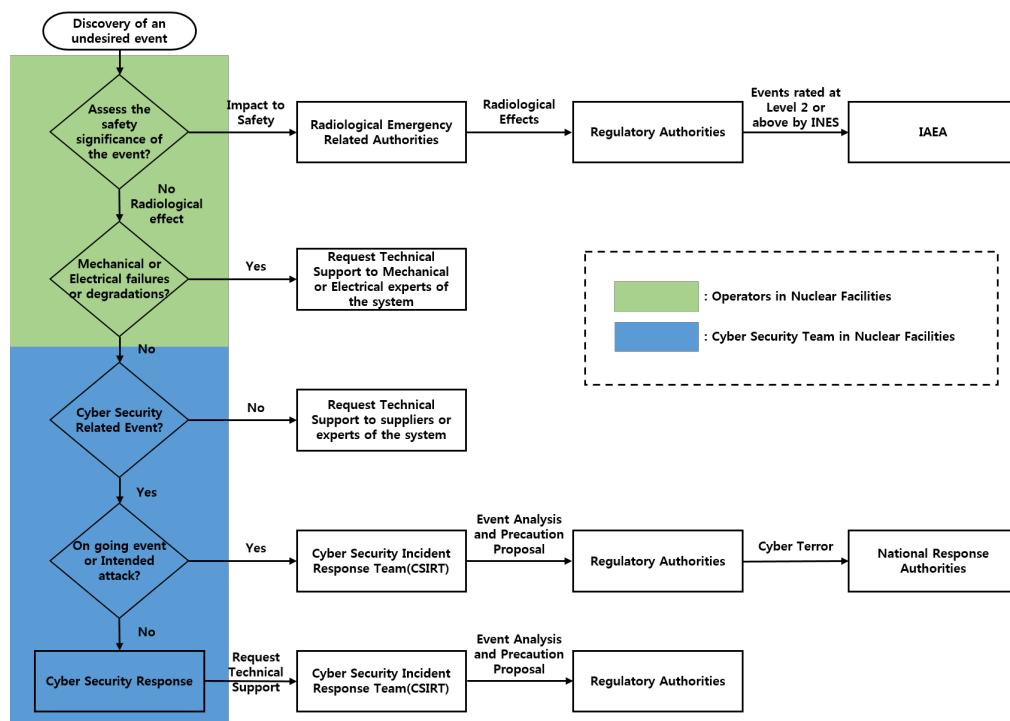 Discovery of an
undesired event
Assess the
safety
significance of
the event?
Impact to
Safety
Radiological Emergency
Related Authorities
Radiological
Effects
Regulatory Authorities
Events rated at
Level 2 or
above by INES
IAEA
No
Radiological
effect
Mechanical or
Electrical failures
or degradations?
Yes
Request Technical
Support to Mechanical
or Electrical experts of
the system
: Operators in Nuclear Facilities
: Cyber Security Team in Nuclear Facilities
No
Cyber Security
Related Event?
No
Request Technical
Support to suppliers or
experts of the system
Yes
On going event
or Intended
attack?
Yes
Cyber Security Incident
Response Team(CSIRT)
Event Analysis
and Precaution
Proposal
Regulatory Authorities
Cyber Terror
National Response
Authorities
No
Cyber Security Response
Request
Technical
Support
Cyber Security Incident
Response Team(CSIRT)
Event Analysis
and Precaution
Proposal
Regulatory Authorities